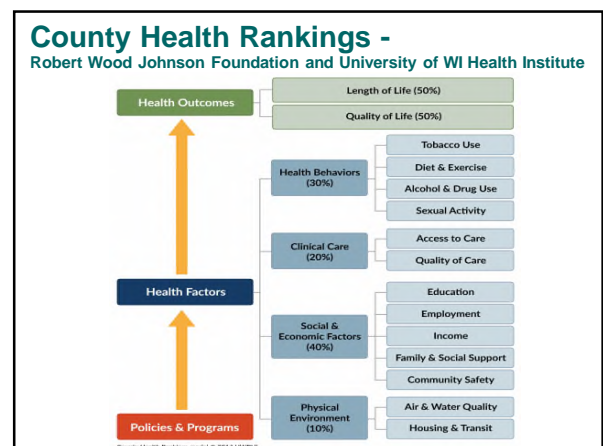 County Health Rankings -
Robert Wood Johnson Foundation and University of WI Health Institute
Health Outcomes
Length of Life (50%)
Quality of Life (50%)
Health Factors
Health Behaviors
(30%)
Tobacco Use
Diet & Exercise
Alcohol & Drug Use
Sexual Activity
Clinical Care
(20%)
Access to Care
Quality of Care
Social &
Economic Factors
(40%)
Education
Employment
Income
Family & Social Support
Community Safety
Physical
Environment
(10%)
Air & Water Quality
Housing & Transit
Policies & Programs